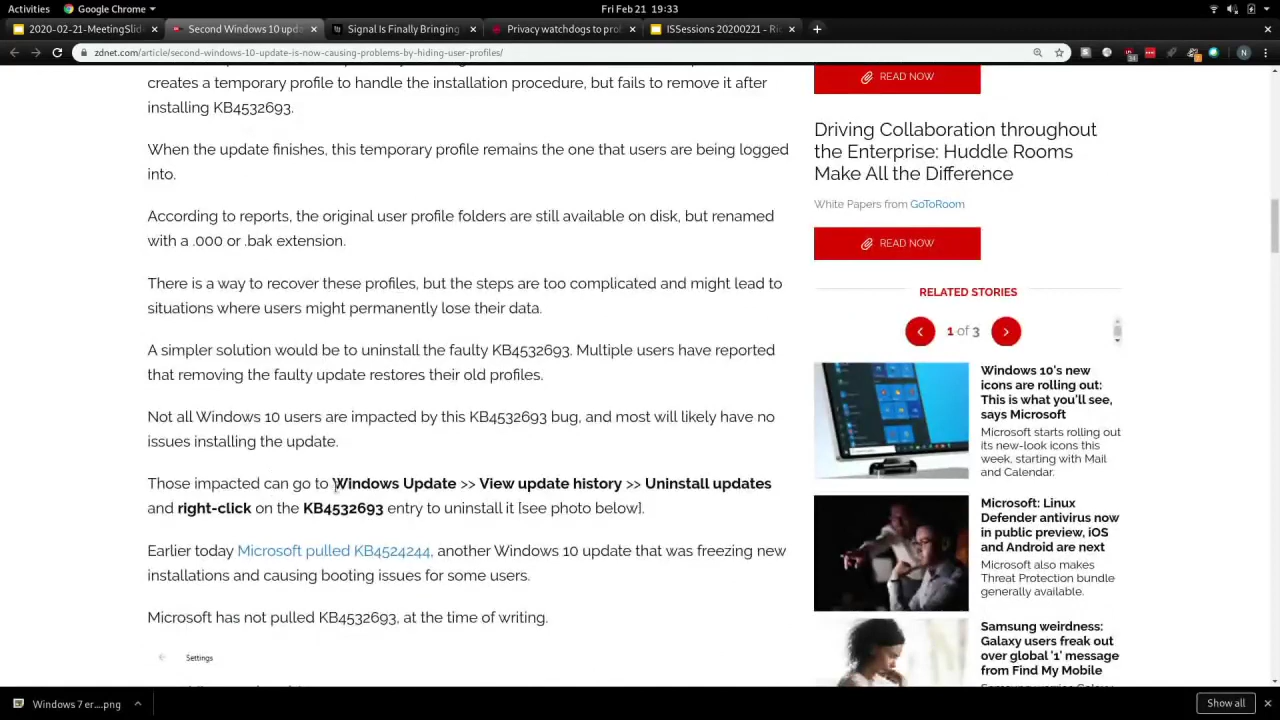 Activities
Google Chrome
Fri Feb 21 19:33
2020-02-21-MeetingSlid
Second Windows 10 upd
Signal Is Finally Bringing
Privacy watchdogs to pro
ISSessions 20200221 - Ri
zdnet.com/article/second-windows-10-update-is-now-causing-problems-by-hiding-user-profiles/
creates a temporary profile to handle the installation procedure, but fails to remove it after
installing KB4532693.
When the update finishes, this temporary profile remains the one that users are being logged
into.
According to reports, the original user profile folders are still available on disk, but renamed
with a .000 or .bak extension.
There is a way to recover these profiles, but the steps are too complicated and might lead to
situations where users might permanently lose their data.
A simpler solution would be to uninstall the faulty KB4532693. Multiple users have reported
that removing the faulty update restores their old profiles.
Not all Windows 10 users are impacted by this KB4532693 bug, and most will likely have no
issues installing the update.
Those impacted can go to Windows Update >> View update history >> Uninstall updates
and right-click on the KB4532693 entry to uninstall it [see photo below].
Earlier today Microsoft pulled KB4524244, another Windows 10 update that was freezing new
installations and causing booting issues for some users.
Microsoft has not pulled KB4532693, at the time of writing.
Settings
READ NOW
Driving Collaboration throughout
the Enterprise: Huddle Rooms
Make All the Difference
White Papers from GoToRoom
READ NOW
RELATED STORIES
1 of 3
Windows 10's new
icons are rolling out:
This is what you'll see,
says Microsoft
Microsoft starts rolling out
its new-look icons this
week, starting with Mail
and Calendar.
Microsoft: Linux
Defender antivirus now
in public preview, iOS
and Android are next
Microsoft also makes
Threat Protection bundle
generally available.
Samsung weirdness:
Galaxy users freak out
over global '1' message
from Find My Mobile
Windows 7 er....png
Show all